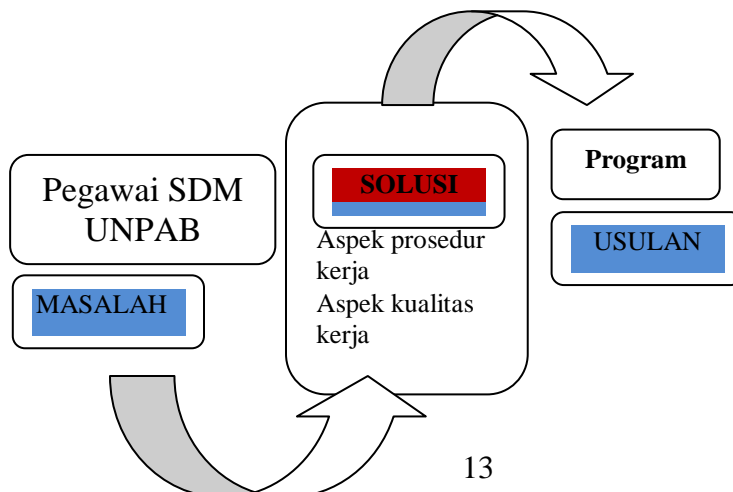 Pegawai SDM
UNPAB
MASALAH
SOLUSI
Aspek prosedur
kerja
Aspek kualitas
kerja
Program
USULAN
13